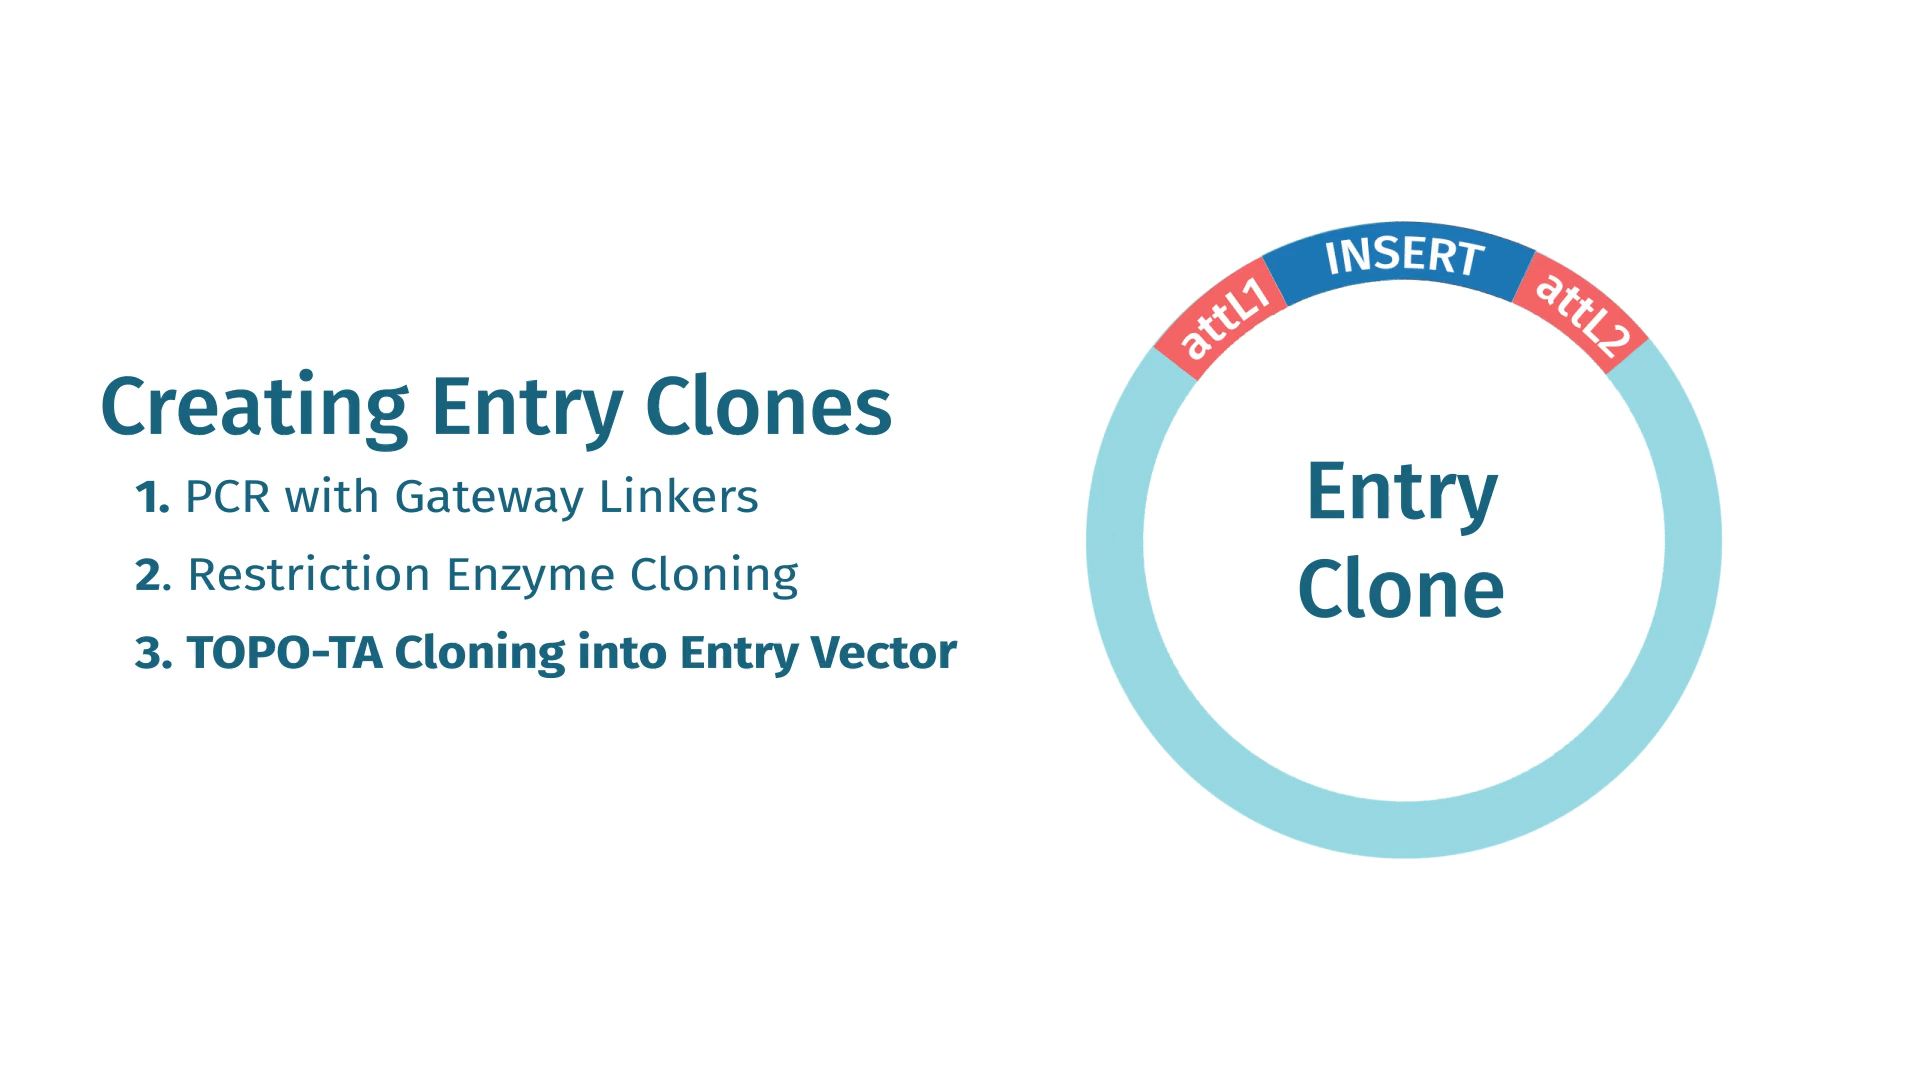 Creating Entry Clones
1. PCR with Gateway Linkers
2. Restriction Enzyme Cloning
3. TOPO-TA Cloning into Entry Vector
attL1
INSERT
attL2
Entry
Clone